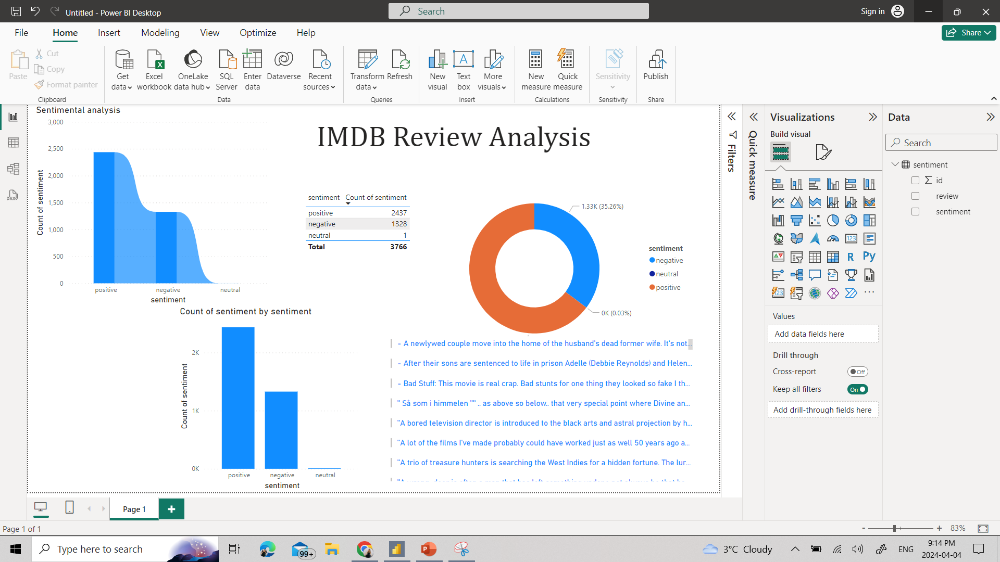 Untitled - Power BI Desktop
Search
Sign in
File Home Insert Modeling View Optimize Help
Share
Paste
Cut
Copy
Format painter
Clipboard
Get data
Excel workbook
OneLake data hub
SQL Server
Enter data
Dataverse
Recent sources
Data
Transform data
Refresh
Queries
New visual
Text box
More visuals
Insert
New measure
Quick measure
Calculations
Sensitivity
Sensitivity
Publish
Share
Sentimental analysis
3,000
2,500
2,000
1,500
1,000
500
0
Count of sentiment
positive negative neutral
sentiment
IMDB Review Analysis
sentiment Count of sentiment
positive 2437
negative 1328
neutral 1
Total 3766
1.33K (35.26%)
0K (0.03%)
sentiment
negative
neutral
positive
Count of sentiment by sentiment
2K
1K
0K
Count of sentiment
positive negative neutral
sentiment
- A newlywed couple move into the home of the husband's dead former wife. It's not...
- After their sons are sentenced to life in prison Adelle (Debbie Reynolds) and Helen...
- Bad Stuff: This movie is real crap. Bad stunts for one thing they looked so fake I th...
" Så som i himmelen "" .. as above so below.. that very special point where Divine an...
"A bored television director is introduced to the black arts and astral projection by h...
"A lot of the films I've made probably could have worked just as well 50 years ago a...
"A trio of treasure hunters is searching the West Indies for a hidden fortune. The lur...
Filters
Quick measure
Visualizations
Build visual
R
Py
123
123
Values
Add data fields here
Drill through
Cross-report
Off
Keep all filters
On
Add drill-through fields here
Data
Search
sentiment
id
review
sentiment
DAX
Page 1
Page 1 of 1
- + 83%
Type here to search
99+
3°C Cloudy
ENG
9:14 PM
2024-04-04